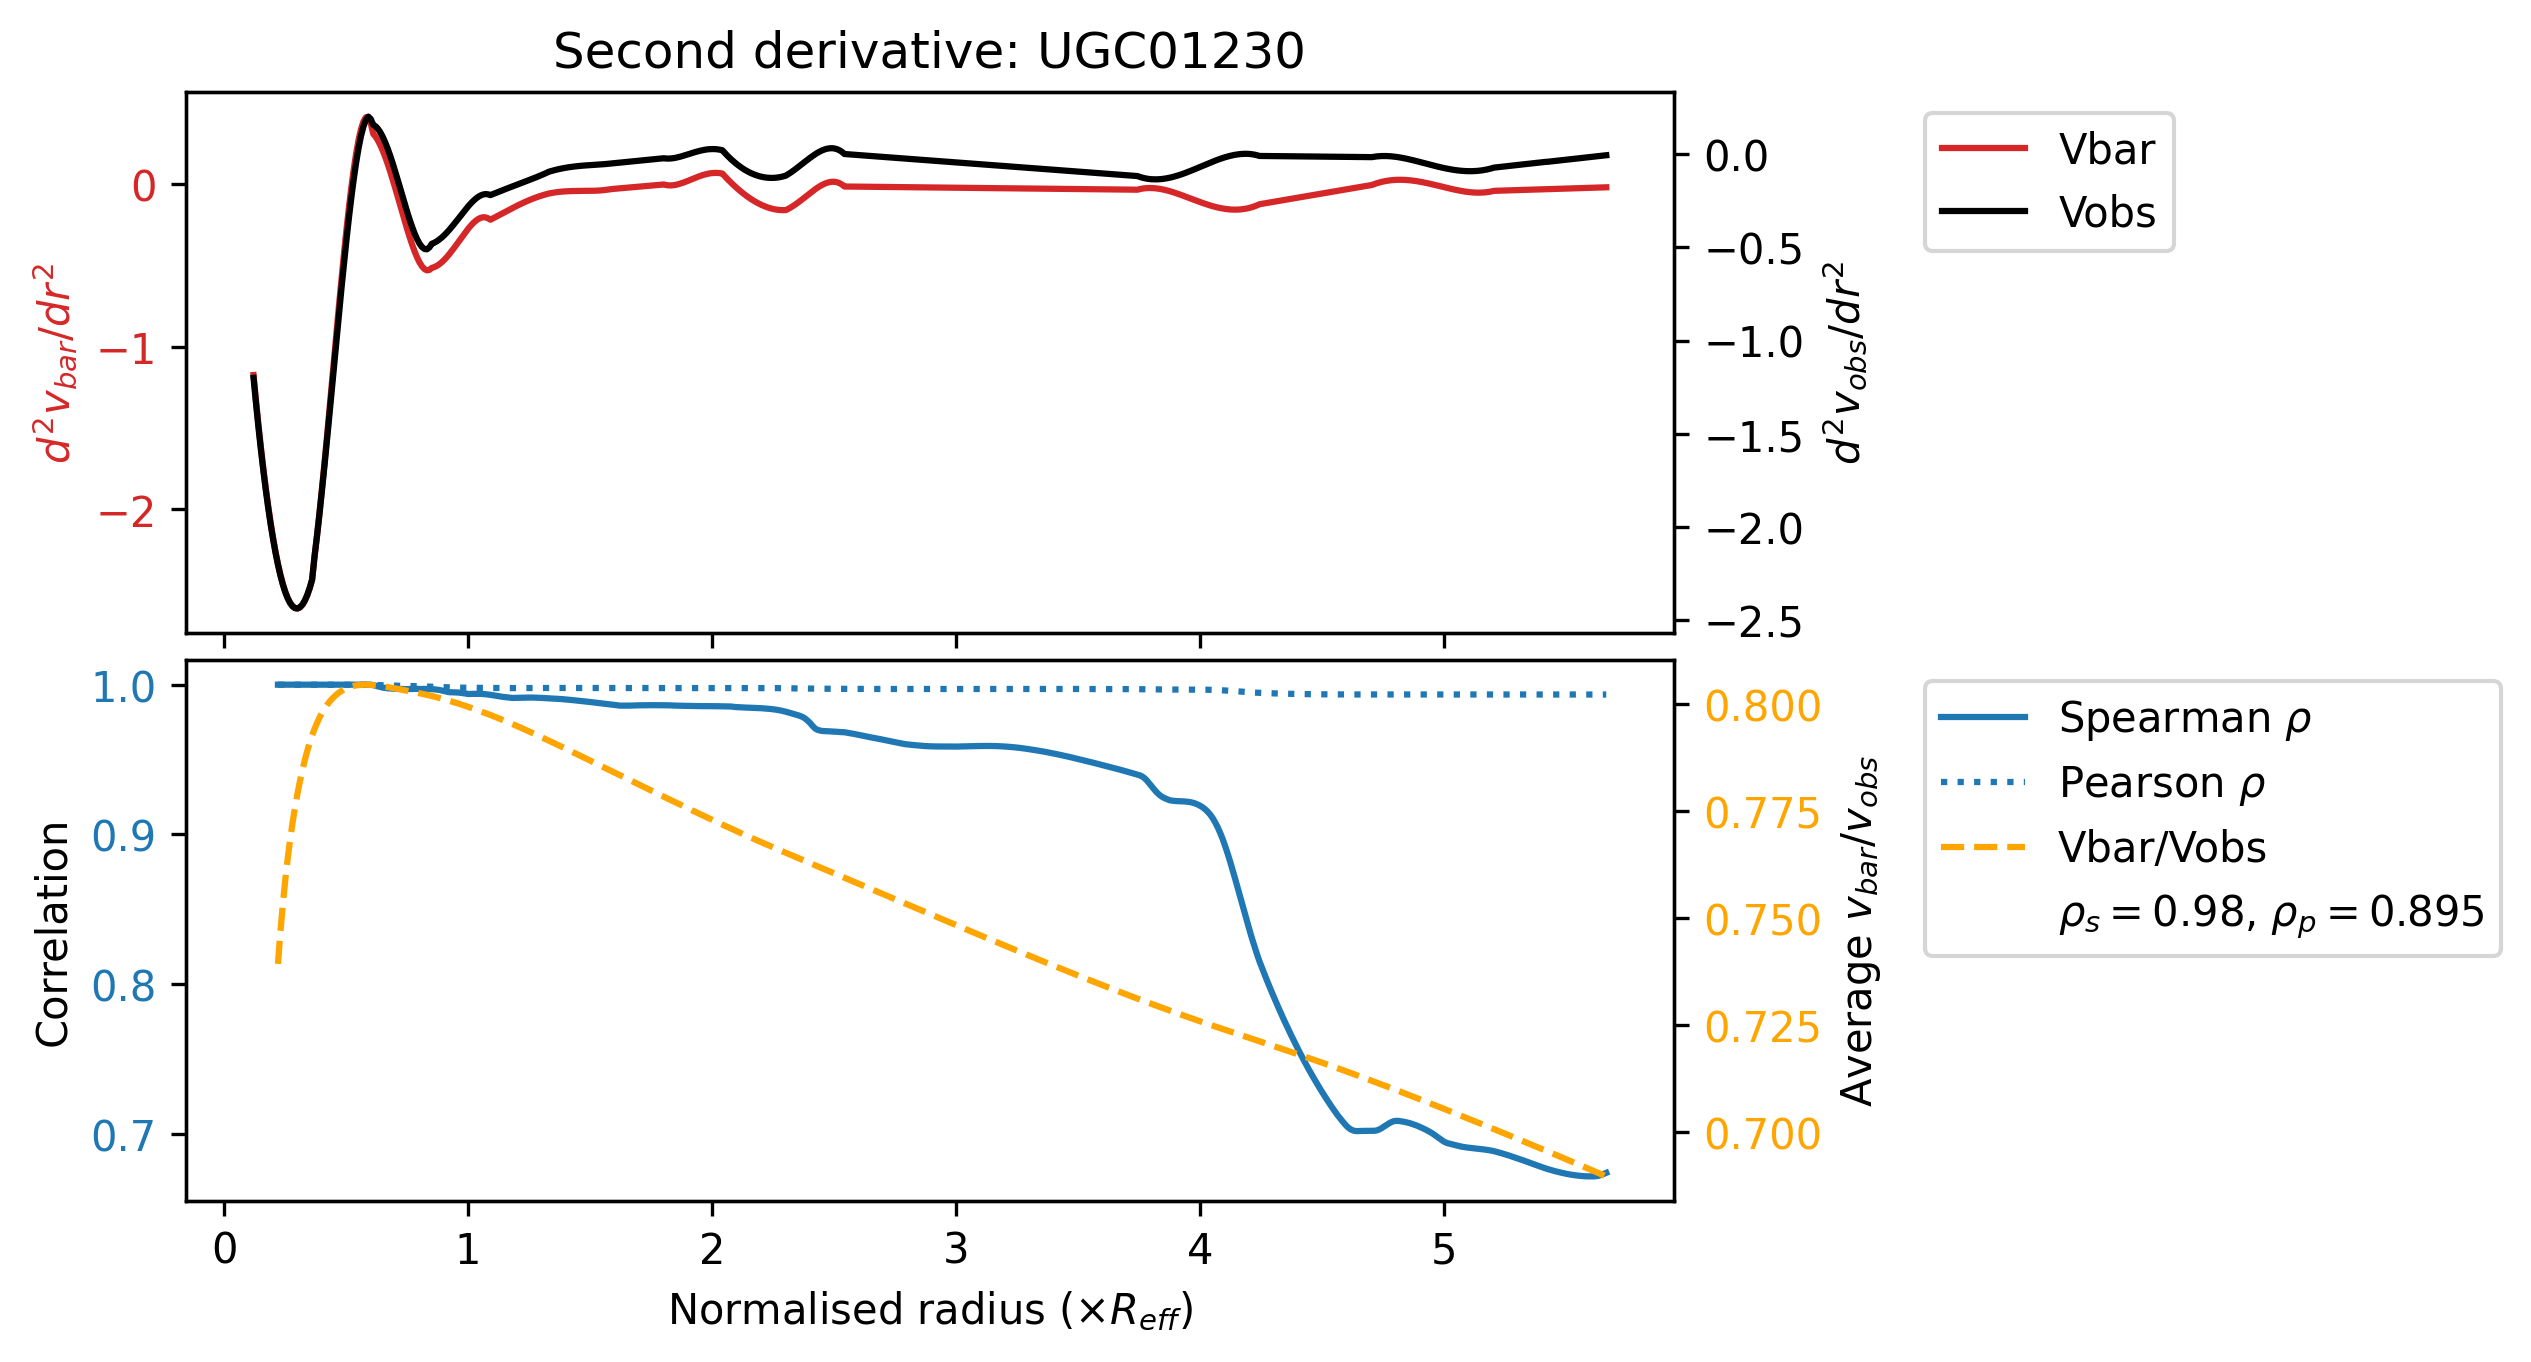 Second derivative: UGC01230
d²v_bar/dr²
0
−1
−2
0.0
−0.5
−1.0
−1.5
−2.0
−2.5
d²v_obs/dr²
Vbar
Vobs
Correlation
1.0
0.9
0.8
0.7
0.800
0.775
0.750
0.725
0.700
Average v_bar/v_obs
Spearman ρ
Pearson ρ
Vbar/Vobs
ρ_s = 0.98, ρ_p = 0.895
0 1 2 3 4 5
Normalised radius (×R_eff)